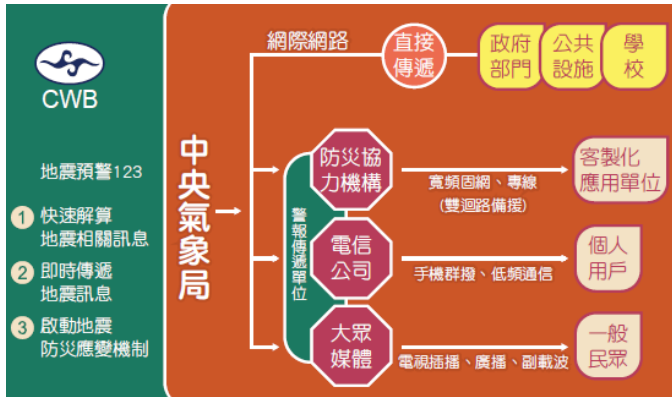 CWB
地震預警123
1 快速解算
地震相關訊息
2 即時傳遞
地震訊息
3 啟動地震
防災應變機制
中央氣象局
網際網路
直接
傳遞
政府
部門
公共
設施
學
校
警報傳遞單位
防災協
力機構
寬頻固網、專線
(雙迴路備援)
客製化
應用單位
電信
公司
手機群撥、低頻通信
個人
用戶
大眾
媒體
電視插播、廣播、副載波
一般
民眾